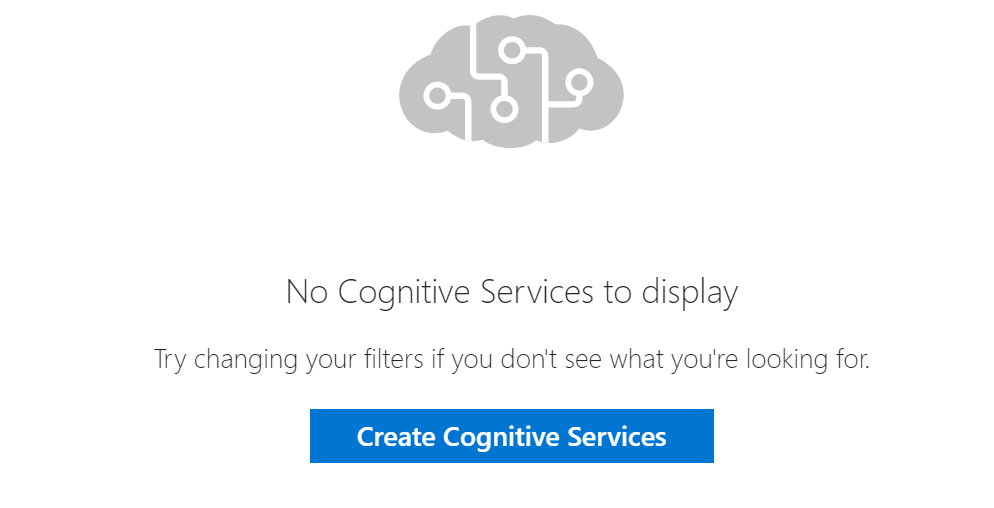 No Cognitive Services to display
Try changing your filters if you don't see what you're looking for.
Create Cognitive Services